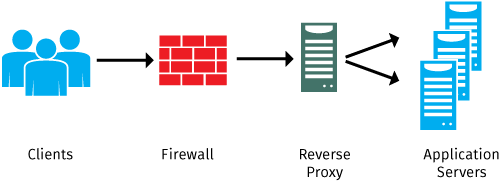 Clients
Firewall
Reverse
Proxy
Application
Servers